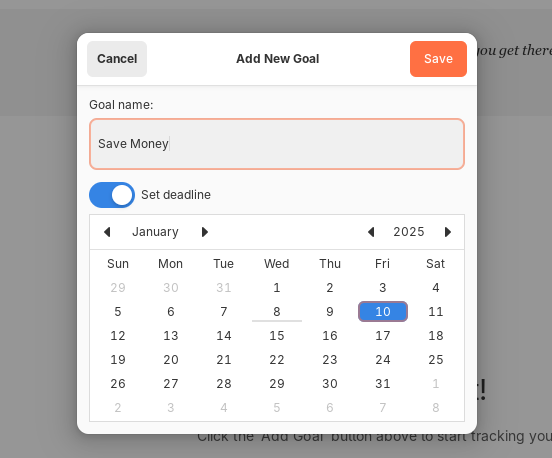 you get there
Cancel Add New Goal Save
Goal name:
Save Money
Set deadline
January 2025
Sun Mon Tue Wed Thu Fri Sat
29 30 31 1 2 3 4
5 6 7 8 9 10 11
12 13 14 15 16 17 18
19 20 21 22 23 24 25
26 27 28 29 30 31 1
2 3 4 5 6 7 8
Click the 'Add Goal' button above to start tracking you